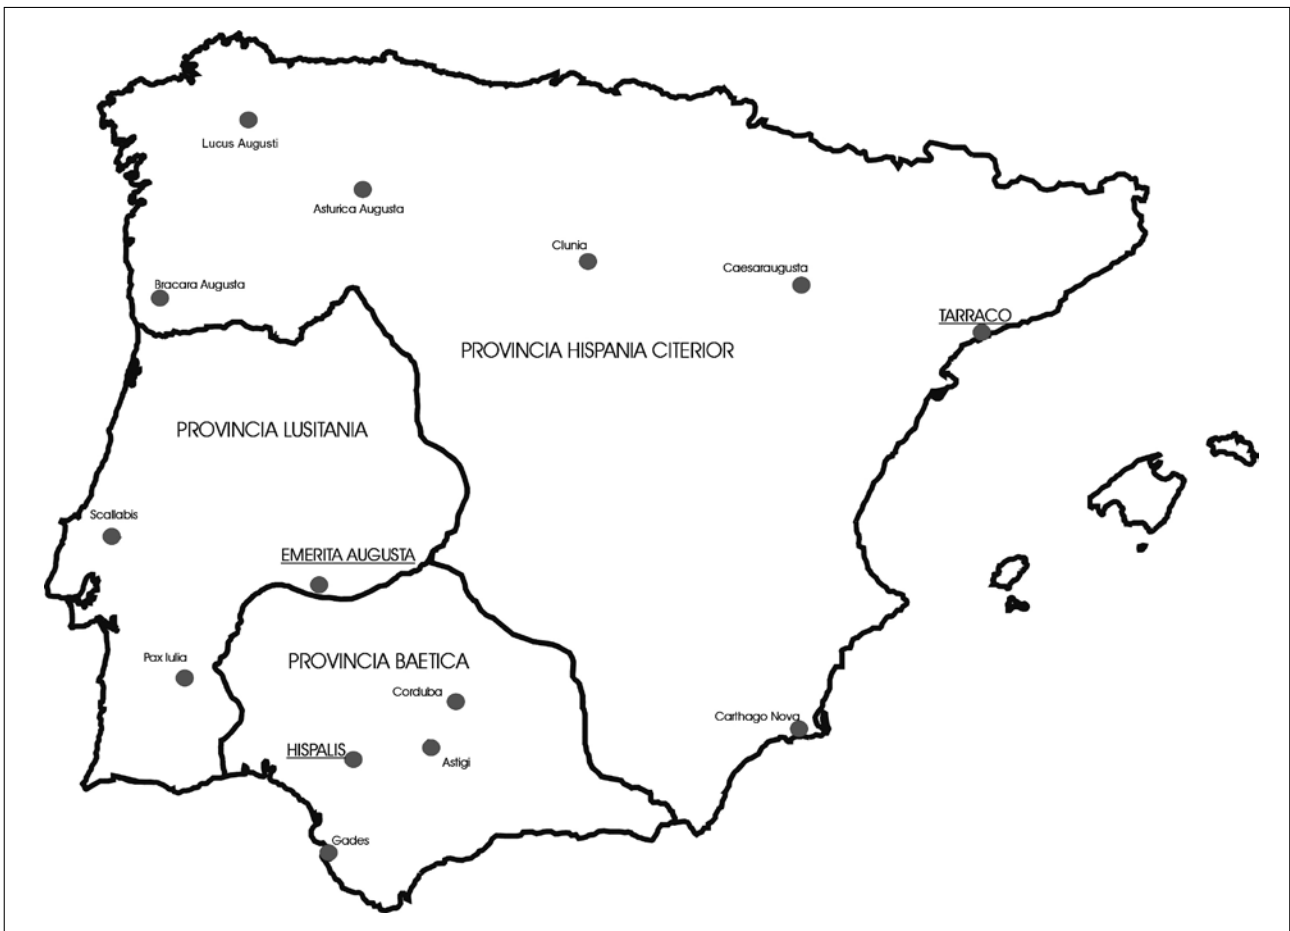 Lucus Augusti
Asturica Augusta
Clunia
Caesaraugusta
Bracara Augusta
TARRACO
PROVINCIA HISPANIA CITERIOR
PROVINCIA LUSITANIA
Scallabis
EMERITA AUGUSTA
Pax Iulia
PROVINCIA BAETICA
Corduba
Carthago Nova
HISPALIS
Astigi
Gades